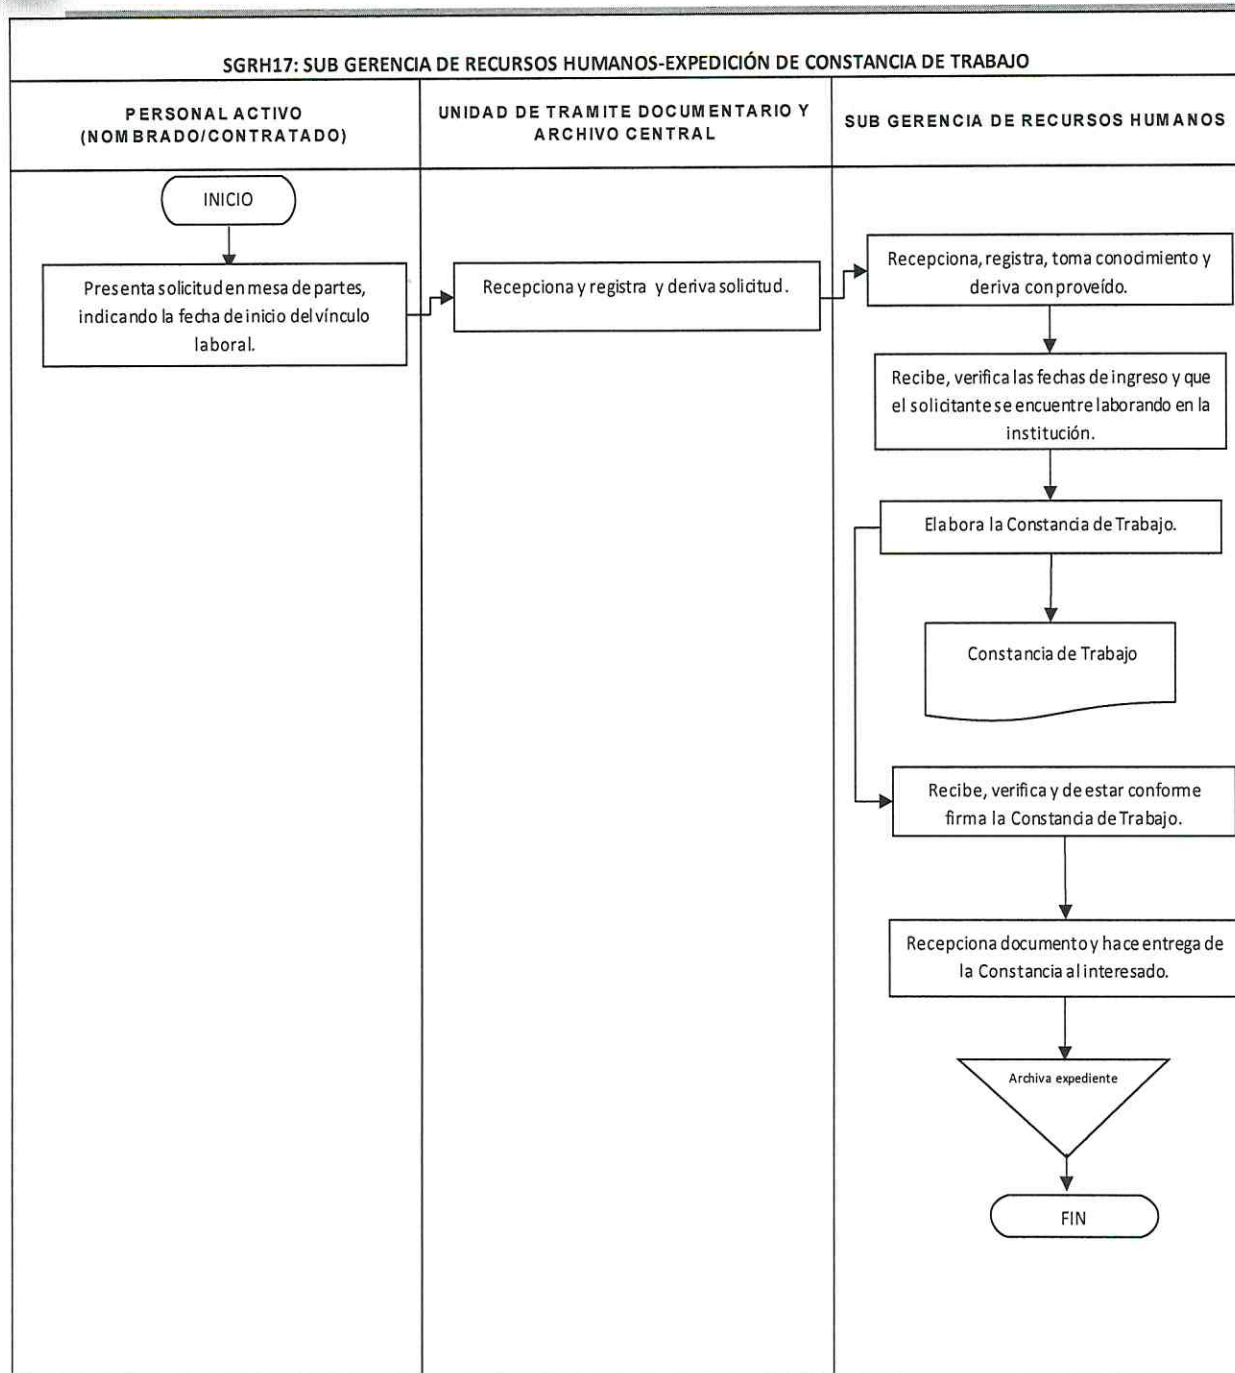 SGRH17: SUB GERENCIA DE RECURSOS HUMANOS-EXPEDICIÓN DE CONSTANCIA DE TRABAJO
PERSONAL ACTIVO
(NOMBRADO/CONTRATADO)
UNIDAD DE TRAMITE DOCUMENTARIO Y
ARCHIVO CENTRAL
SUB GERENCIA DE RECURSOS HUMANOS
INICIO
Presenta solicitud en mesa de partes,
indicando la fecha de inicio del vínculo
laboral.
Recepciona y registra y deriva solicitud.
Recepciona, registra, toma conocimiento y
deriva con proveído.
Recibe, verifica las fechas de ingreso y que
el solicitante se encuentre laborando en la
institución.
Elabora la Constancia de Trabajo.
Constancia de Trabajo
Recibe, verifica y de estar conforme
firma la Constancia de Trabajo.
Recepciona documento y hace entrega de
la Constancia al interesado.
Archiva expediente
FIN